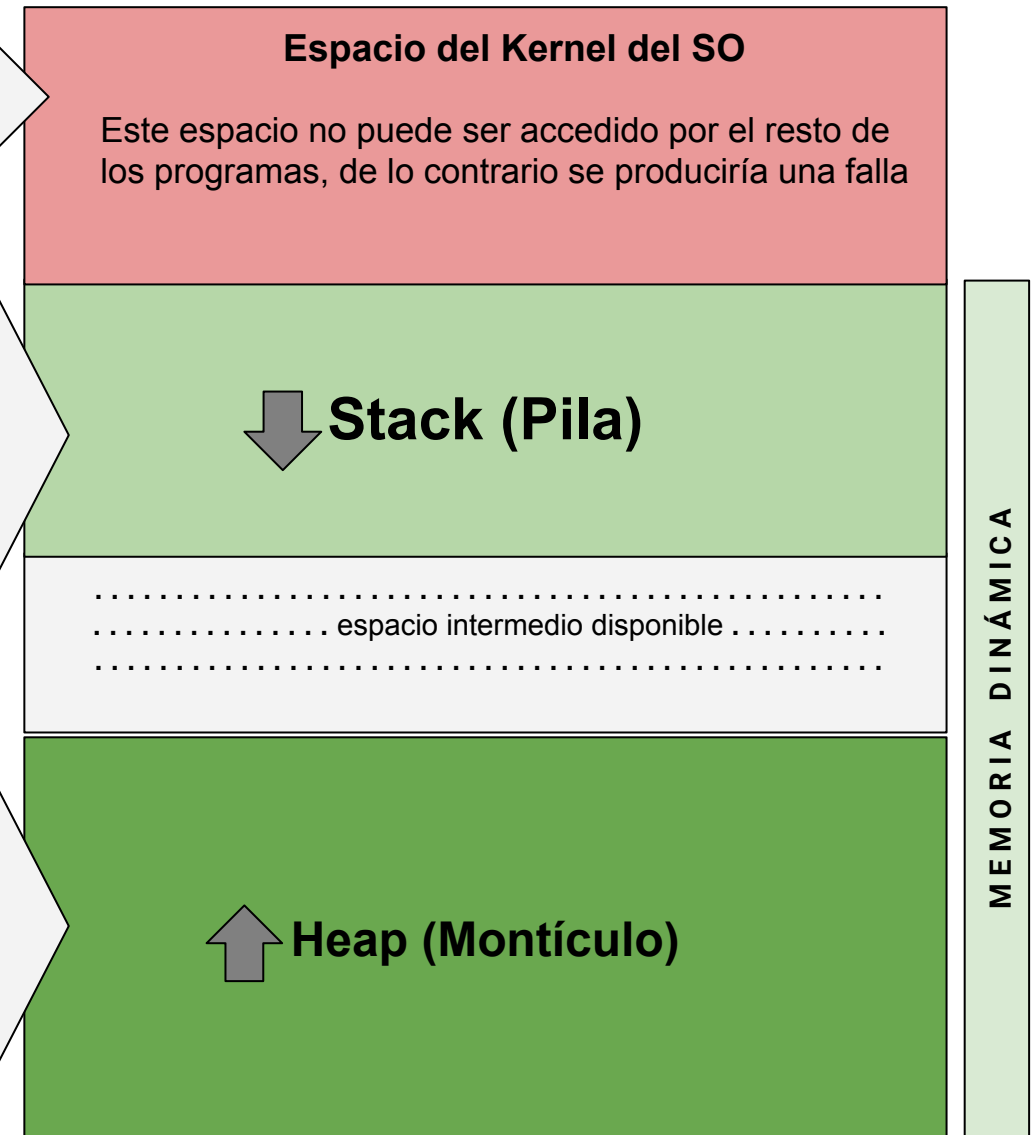 Espacio del Kernel del SO
Este espacio no puede ser accedido por el resto de
los programas, de lo contrario se produciría una falla
Stack (Pila)
. . . . . . . . . . . . . . . . . . . . . . . . . . . . . . . . . . . . . . . . . . . . . . . . .
. . . . . . . . . . . . . . . espacio intermedio disponible . . . . . . . . . .
. . . . . . . . . . . . . . . . . . . . . . . . . . . . . . . . . . . . . . . . . . . . . . . . .
Heap (Montículo)
MEMORIA DINÁMICA